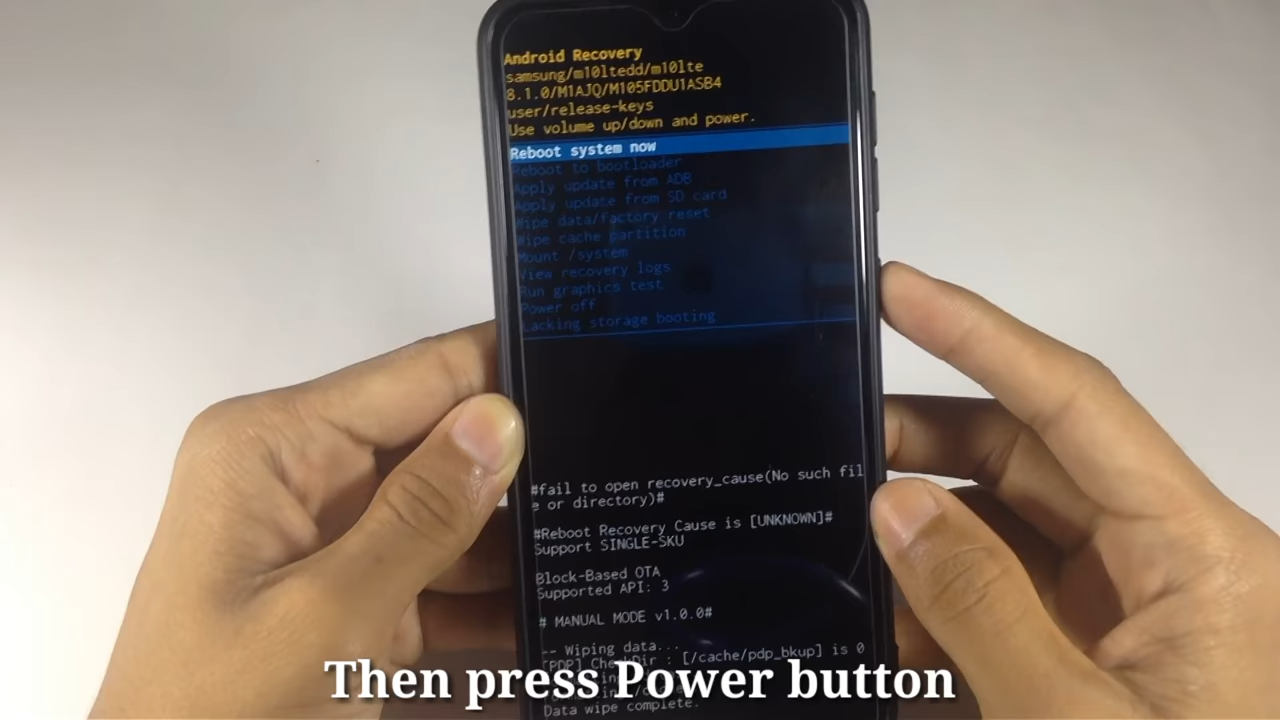 Android Recovery
samsung/m10ltedd/m10lte
8.1.0/M1AJQ/M105FDDU1ASB4
user/release-keys
Use volume up/down and power.
Reboot system now
Reboot to bootloader
Apply update from ADB
Apply update from SD card
Wipe data/factory reset
Wipe cache partition
Mount /system
View recovery logs
Run graphics test
Power off
Lacking storage booting
#fail to open recovery_cause(No such fil
e or directory)#
#Reboot Recovery Cause is [UNKNOWN]#
Support SINGLE-SKU
Block-Based OTA
Supported API: 3
# MANUAL MODE v1.0.0#
-- Wiping data...
[PDP] CheckDir : [/cache/pdp_bkup] is 0
Then press Power button
Data wipe complete.